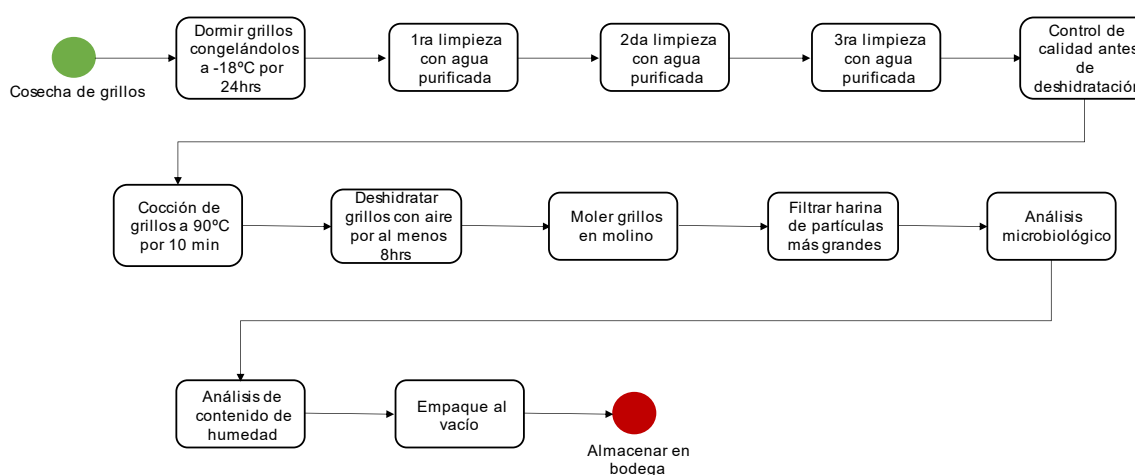 Cosecha de grillos
Dormir grillos
congelándolos
a -18ºC por
24hrs
1ra limpieza
con agua
purificada
2da limpieza
con agua
purificada
3ra limpieza
con agua
purificada
Control de
calidad antes
de
deshidratación
Cocción de
grillos a 90ºC
por 10 min
Deshidratar
grillos con aire
por al menos
8hrs
Moler grillos
en molino
Filtrar harina
de partículas
más grandes
Análisis
microbiológico
Análisis de
contenido de
humedad
Empaque al
vacío
Almacenar en
bodega